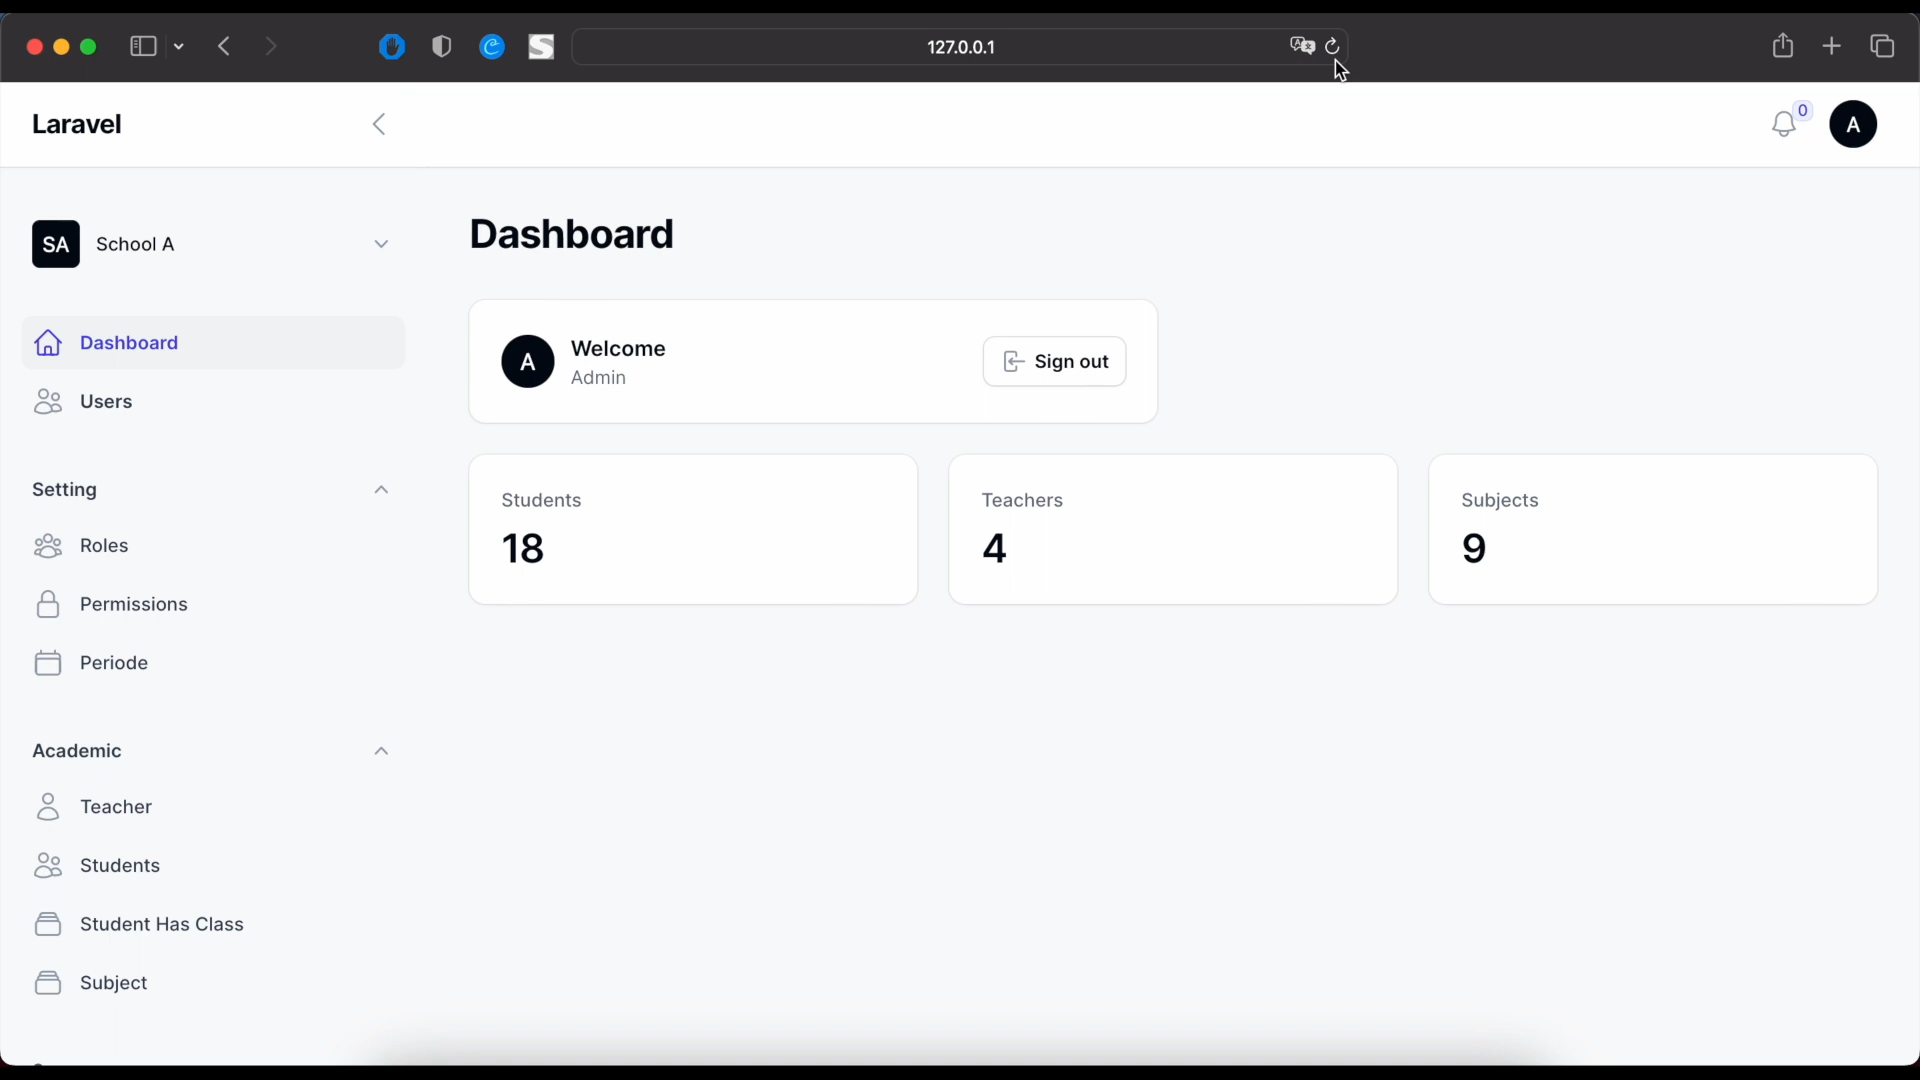 127.0.0.1
Laravel
0
A
SA
School A
Dashboard
Dashboard
Users
Setting
Roles
Permissions
Periode
Academic
Teacher
Students
Student Has Class
Subject
A
Welcome
Admin
Sign out
Students
18
Teachers
4
Subjects
9